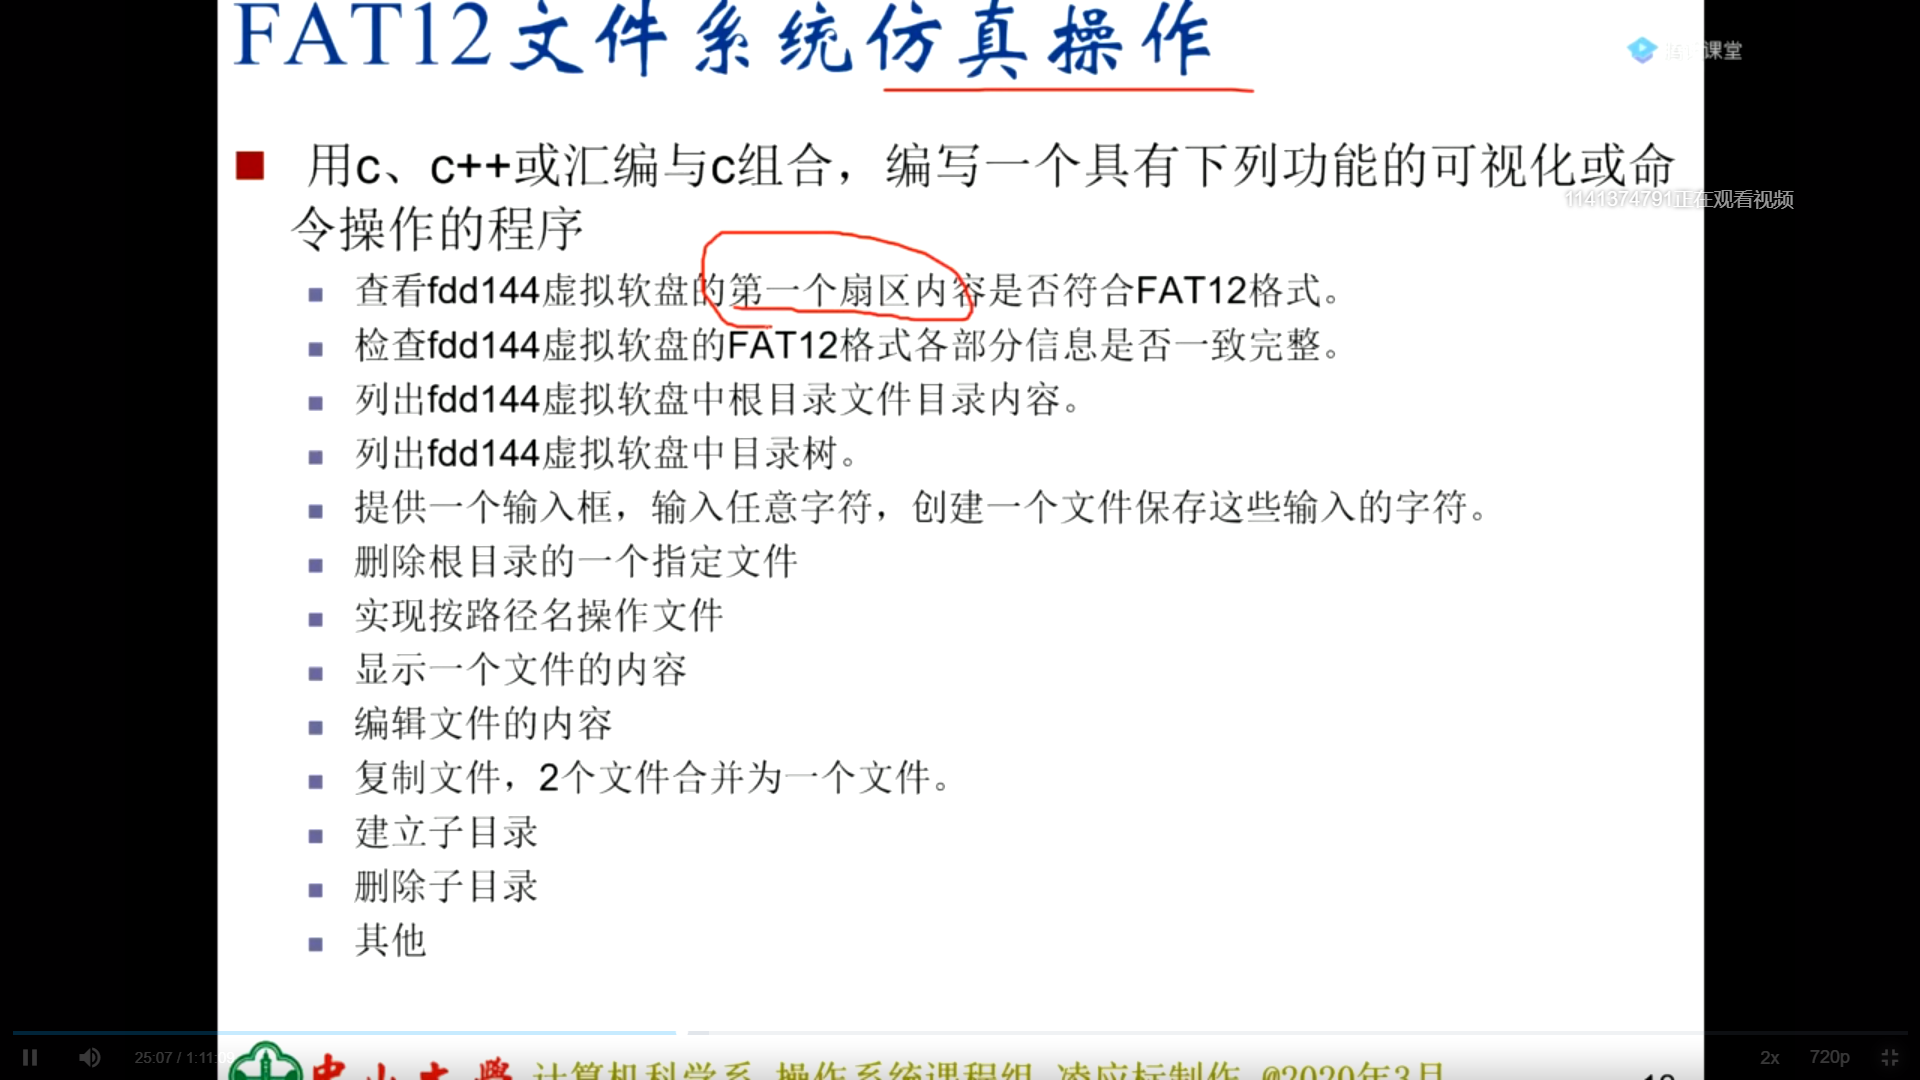 FAT12文件系统仿真操作
课堂
用c、c++或汇编与c组合，编写一个具有下列功能的可视化或命
1141374791正在观看视频
令操作的程序
查看fdd144虚拟软盘的第一个扇区内容是否符合FAT12格式。
检查fdd144虚拟软盘的FAT12格式各部分信息是否一致完整。
列出fdd144虚拟软盘中根目录文件目录内容。
列出fdd144虚拟软盘中目录树。
提供一个输入框，输入任意字符，创建一个文件保存这些输入的字符。
删除根目录的一个指定文件
实现按路径名操作文件
显示一个文件的内容
编辑文件的内容
复制文件，2个文件合并为一个文件。
建立子目录
删除子目录
其他
25:07 / 1:11:
中山大学 计算机科学系 操作系统课程组 凌应标制作 @2020年3月
2x 720p